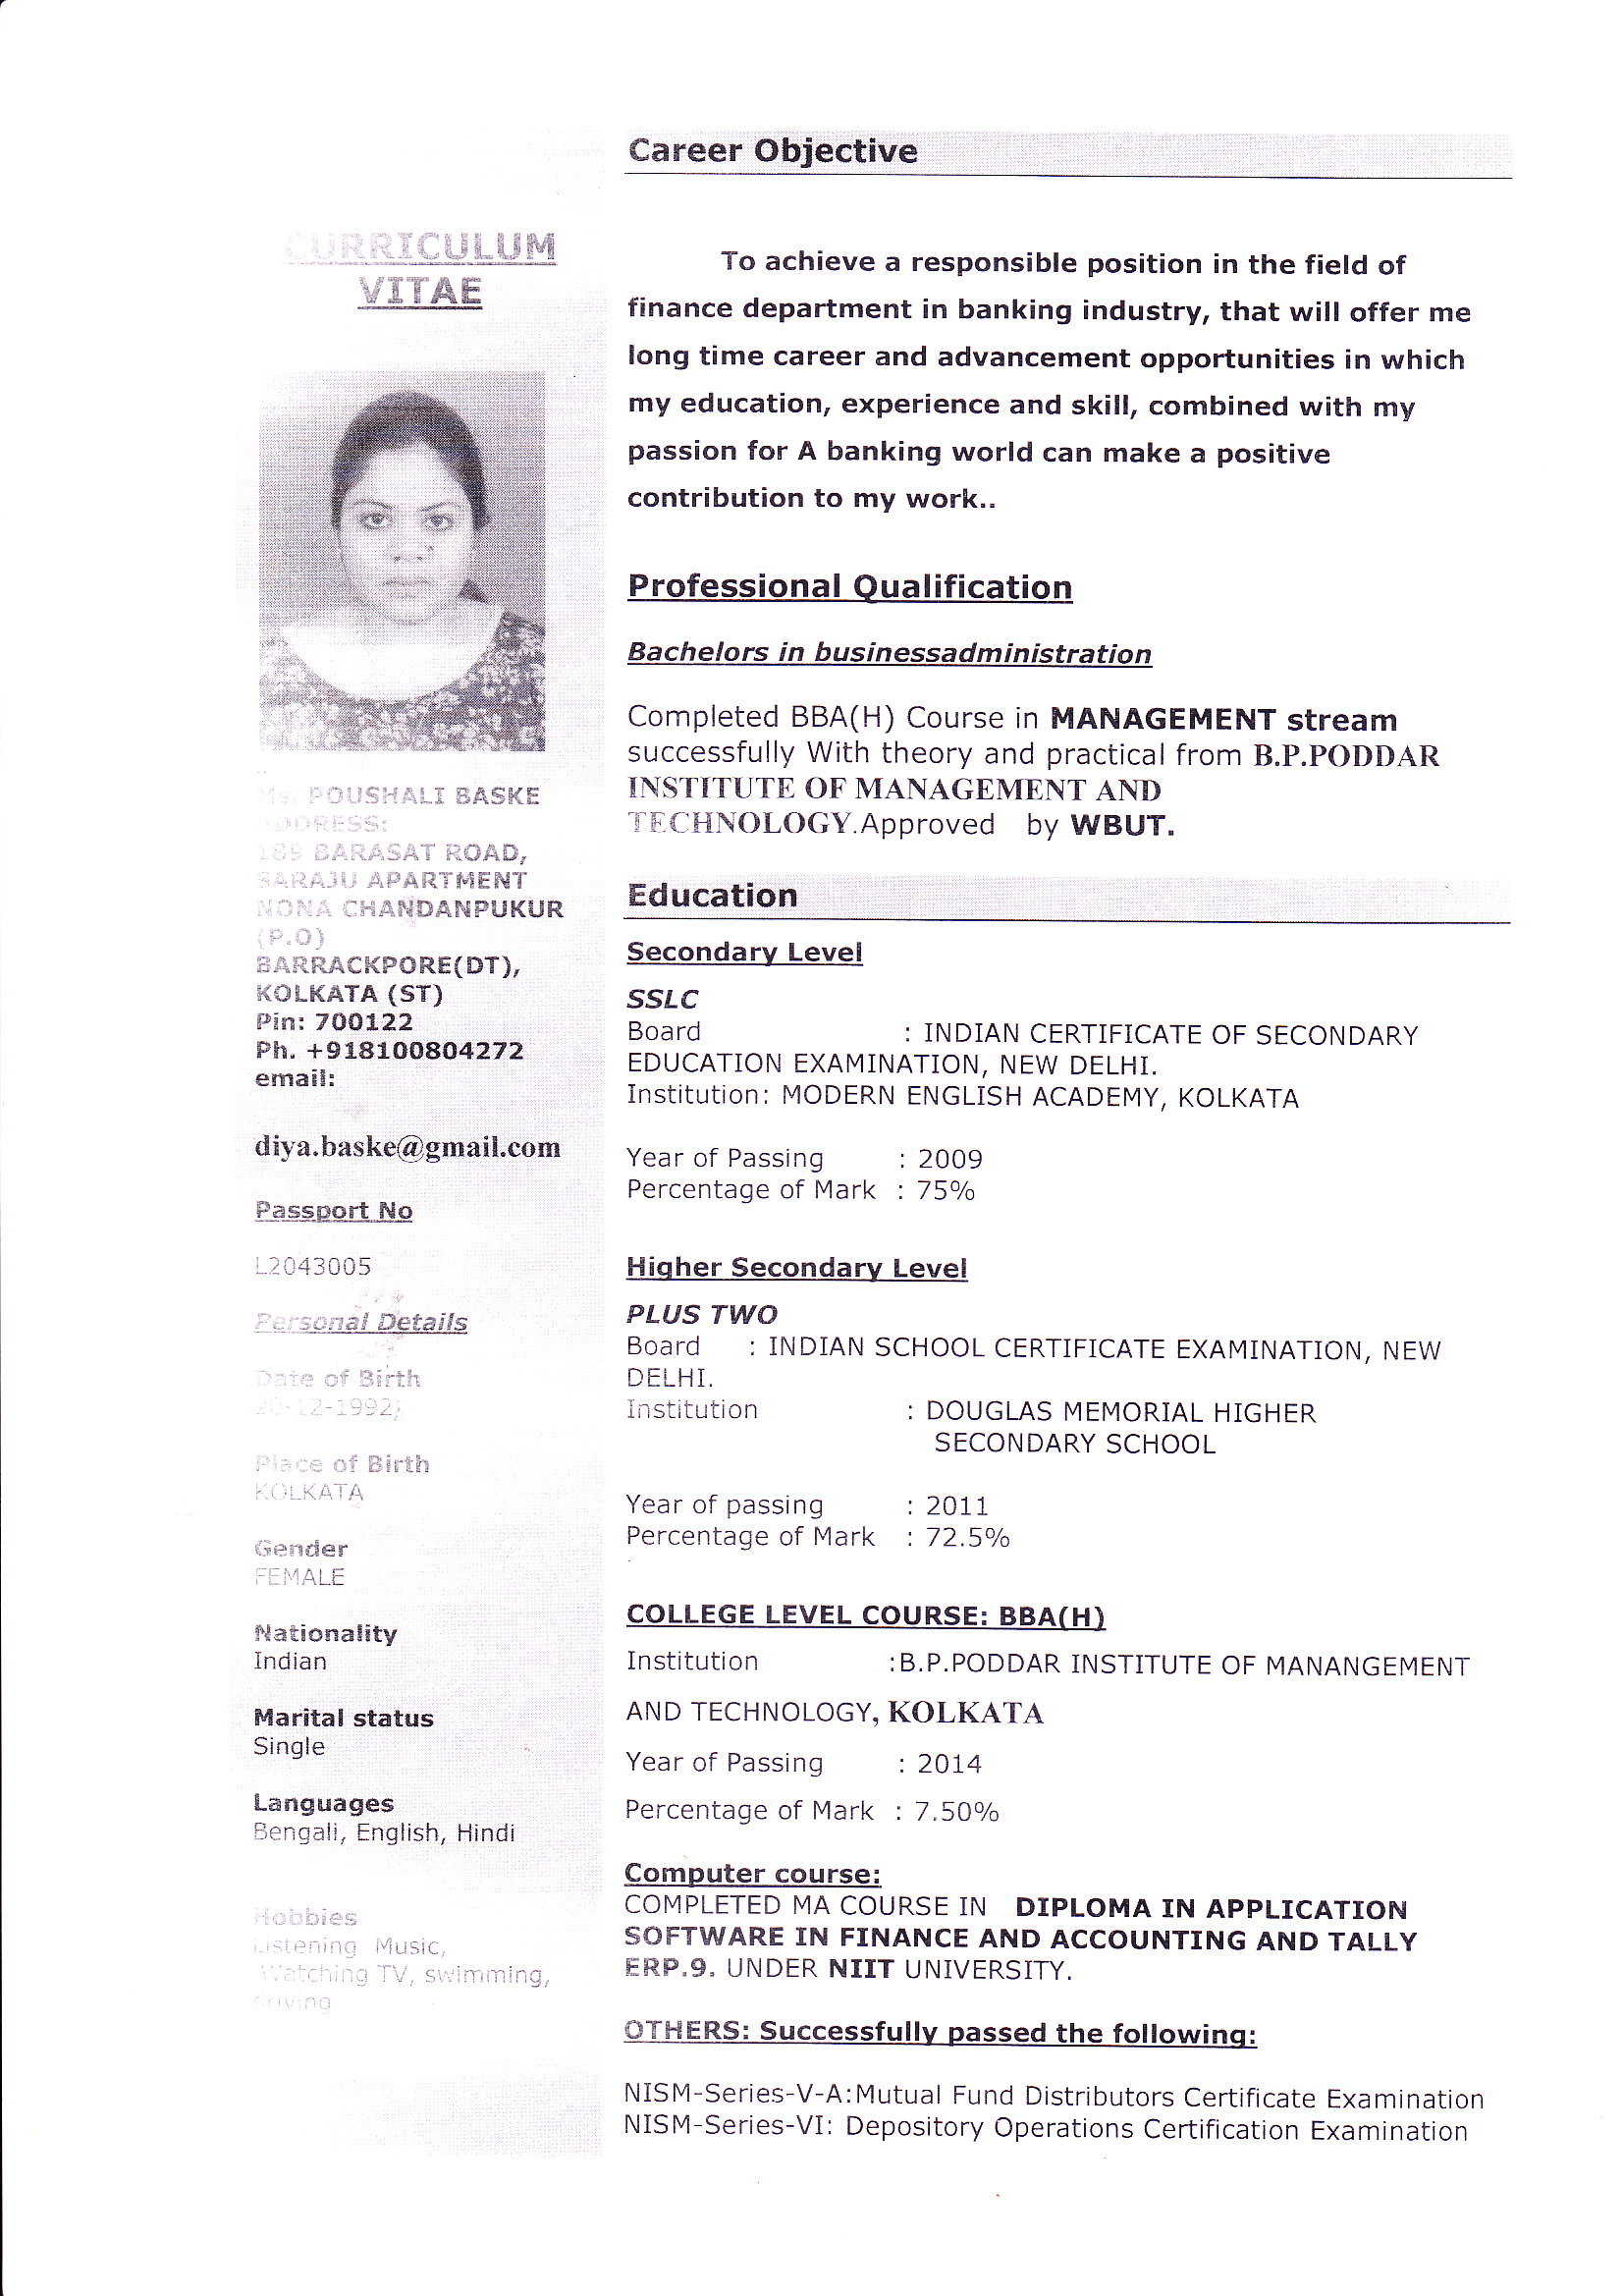 CURRICULUM
VITAE
Ms. POUSHALI BASKE
ADDRESS:
189 BARASAT ROAD,
SARAJU APARTMENT
NONA CHANDANPUKUR
(P.O)
BARRACKPORE(DT),
KOLKATA (ST)
Pin: 700122
Ph. +918100804272
email:
diya.baske@gmail.com
Passport No
L2043005
Personal Details
Date of Birth
20-12-1992;
Place of Birth
KOLKATA
Gender
FEMALE
Nationality
Indian
Marital status
Single
Languages
Bengali, English, Hindi
Hobbies
Listening Music,
Watching TV, swimming,
driving
Career Objective
To achieve a responsible position in the field of
finance department in banking industry, that will offer me
long time career and advancement opportunities in which
my education, experience and skill, combined with my
passion for A banking world can make a positive
contribution to my work..
Professional Qualification
Bachelors in businessadministration
Completed BBA(H) Course in MANAGEMENT stream
successfully With theory and practical from B.P.PODDAR
INSTITUTE OF MANAGEMENT AND
TECHNOLOGY.Approved by WBUT.
Education
Secondary Level
SSLC
Board : INDIAN CERTIFICATE OF SECONDARY
EDUCATION EXAMINATION, NEW DELHI.
Institution: MODERN ENGLISH ACADEMY, KOLKATA
Year of Passing : 2009
Percentage of Mark : 75%
Higher Secondary Level
PLUS TWO
Board : INDIAN SCHOOL CERTIFICATE EXAMINATION, NEW
DELHI.
Institution : DOUGLAS MEMORIAL HIGHER
SECONDARY SCHOOL
Year of passing : 2011
Percentage of Mark : 72.5%
COLLEGE LEVEL COURSE: BBA(H)
Institution :B.P.PODDAR INSTITUTE OF MANANGEMENT
AND TECHNOLOGY, KOLKATA
Year of Passing : 2014
Percentage of Mark : 7.50%
Computer course:
COMPLETED MA COURSE IN DIPLOMA IN APPLICATION
SOFTWARE IN FINANCE AND ACCOUNTING AND TALLY
ERP.9. UNDER NIIT UNIVERSITY.
OTHERS: Successfully passed the following:
NISM-Series-V-A:Mutual Fund Distributors Certificate Examination
NISM-Series-VI: Depository Operations Certification Examination